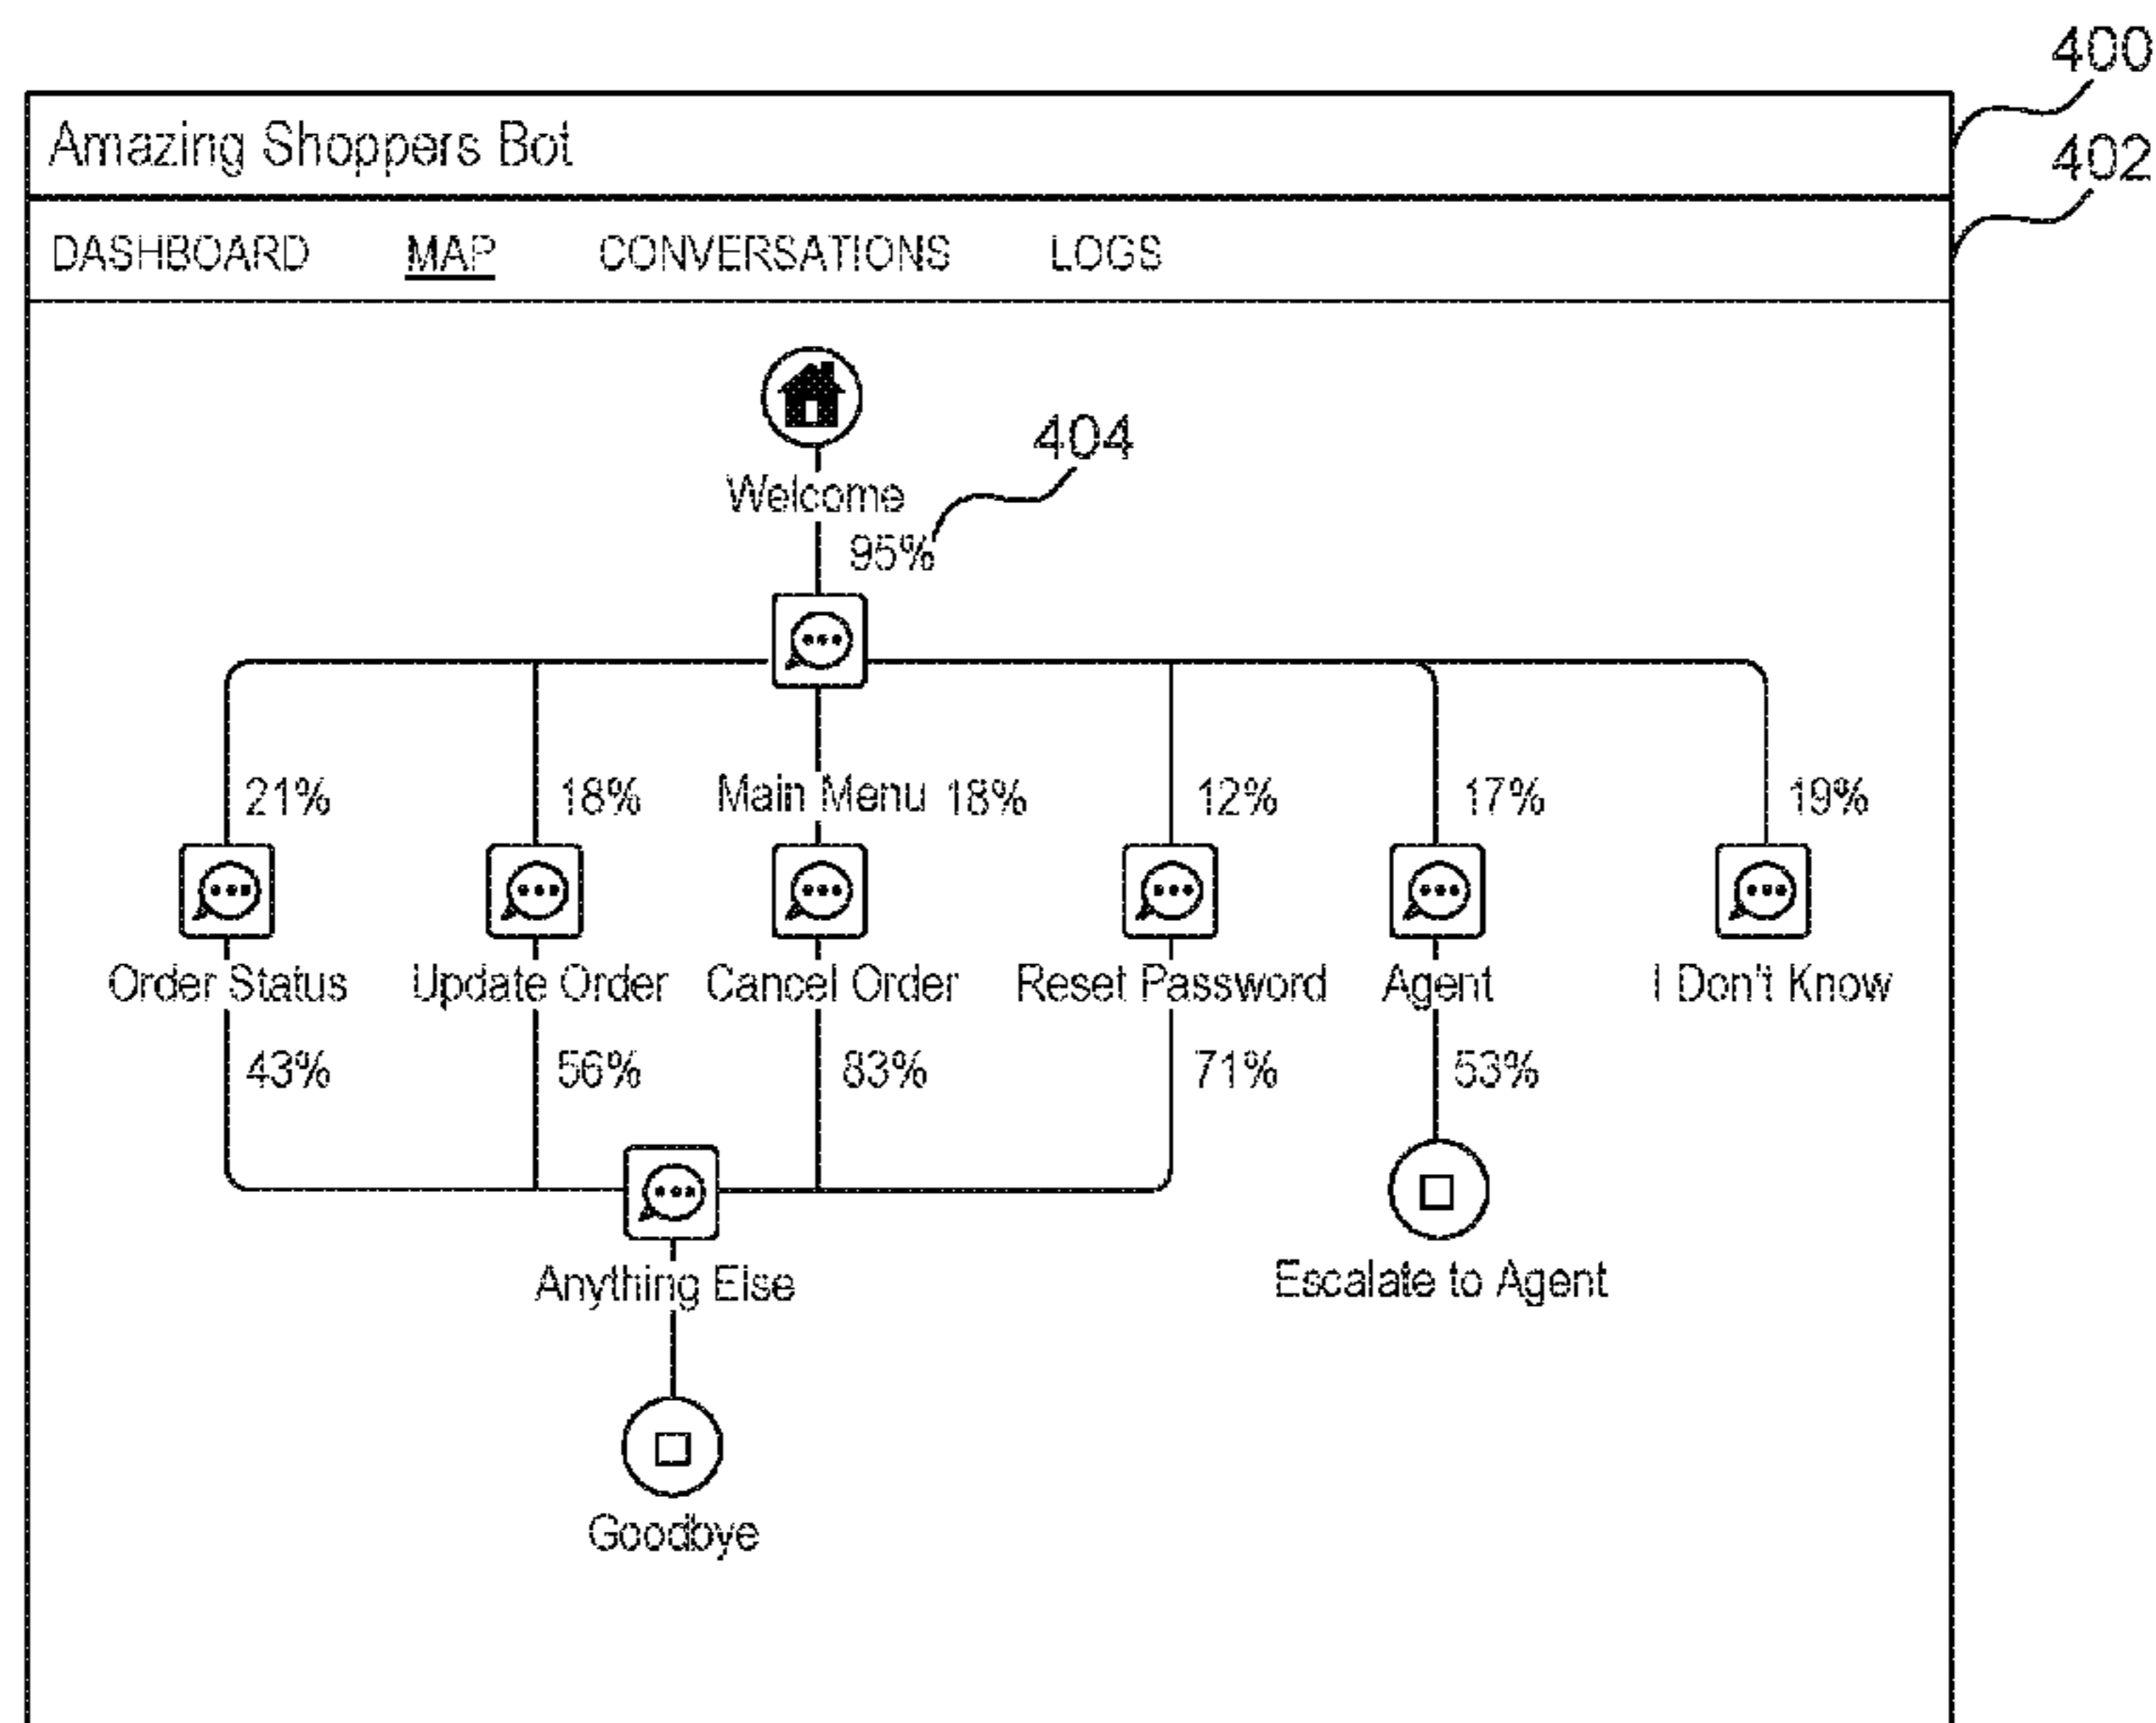 400
Amazing Shoppers Bot
402
DASHBOARD MAP CONVERSATIONS LOGS
404
Welcome
95%
21% 18% Main Menu 18% 12% 17% 19%
Order Status Update Order Cancel Order Reset Password Agent I Don't Know
43% 56% 83% 71% 53%
Anything Else Escalate to Agent
Goodbye